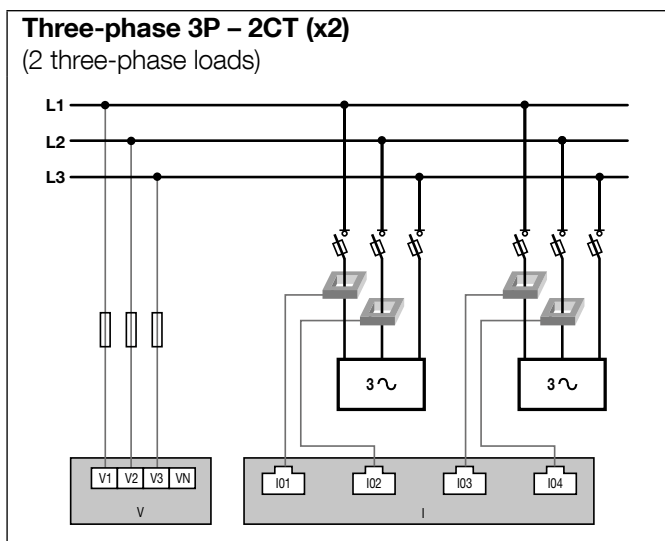 Three-phase 3P – 2CT (x2)
(2 three-phase loads)
L1
L2
L3
3
3
V1 V2 V3 VN
V
I01 I02 I03 I04
I